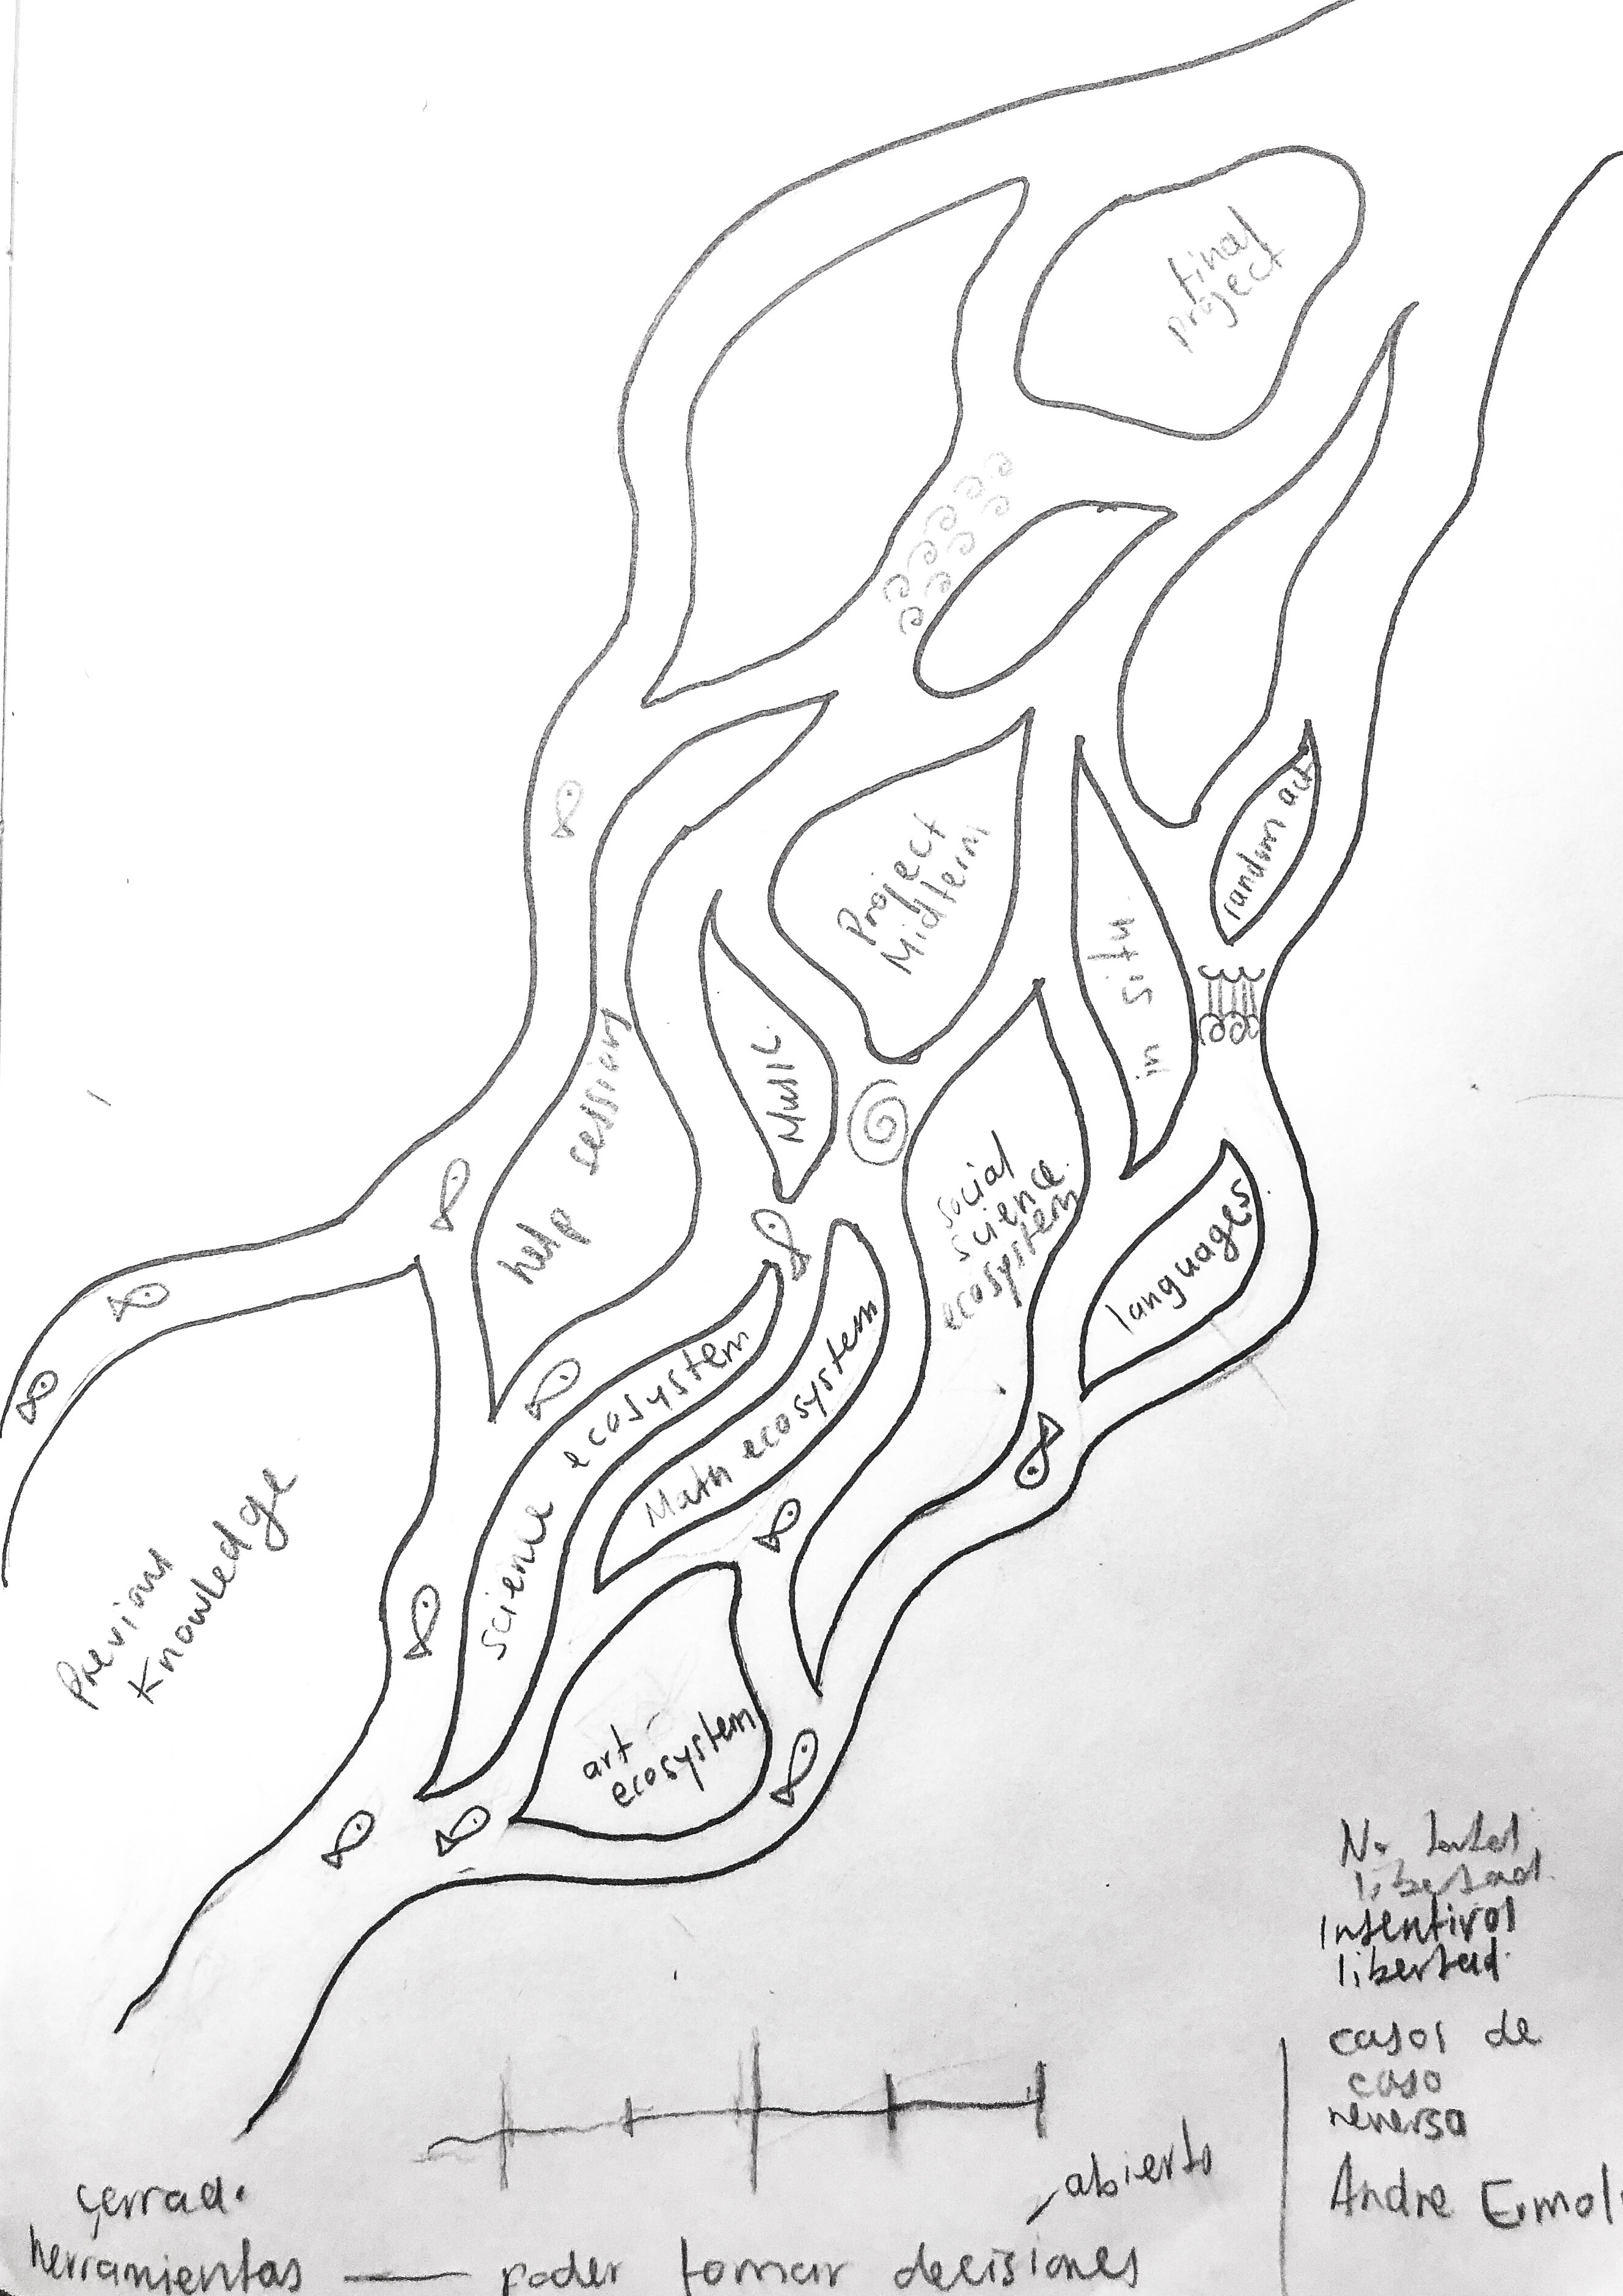 final
project
random act
Project
Midterm
in situ
Music
help sessions
social
science
ecosystem
languages
science ecosystem
Math ecosystem
Previous
Knowledge
art
ecosystem
No
libertad
Insentivos
libertad
casos de
caso
reversa
Andre
cerrado
abierto
herramientas — poder tomar decisiones